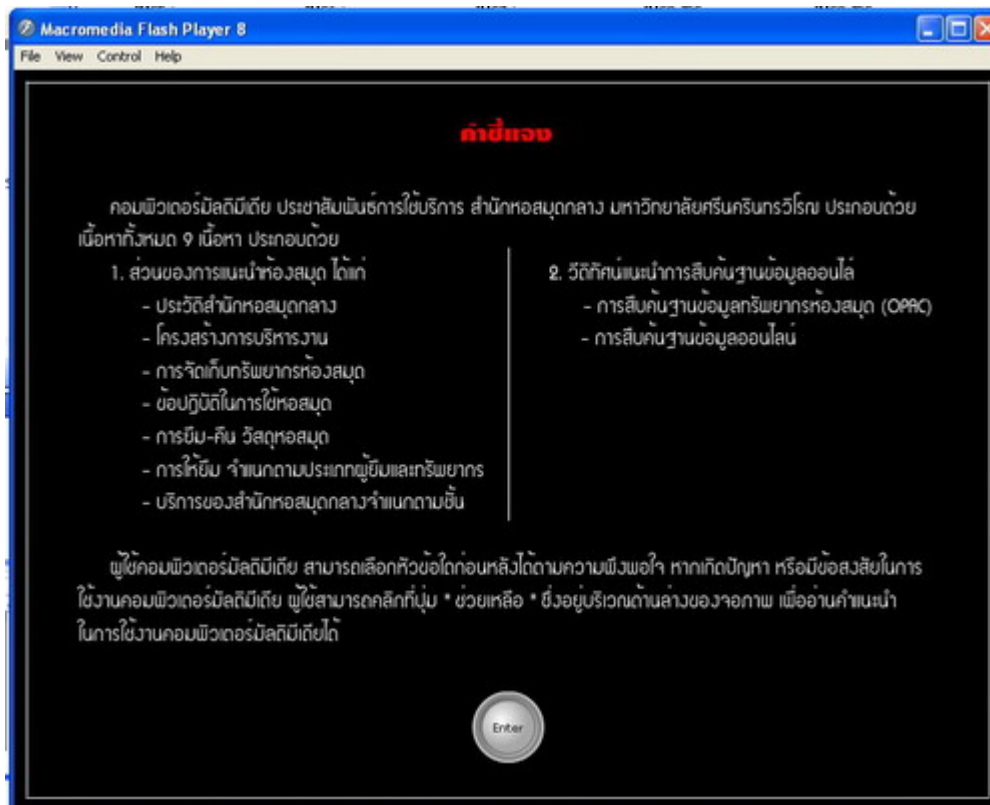 Macromedia Flash Player 8
File View Control Help
คำชี้แจง
คอมพิวเตอร์มัลติมีเดีย ประชาสัมพันธ์การใช้บริการ สำนักหอสมุดกลาง มหาวิทยาลัยศรีนครินทรวิโรฒ ประกอบด้วย
เนื้อหาทั้งหมด 9 เนื้อหา ประกอบด้วย
1. ส่วนของการแนะนำห้องสมุด ได้แก่
- ประวัติสำนักหอสมุดกลาง
- โครงสร้างการบริหารงาน
- การจัดเก็บทรัพยากรห้องสมุด
- ข้อปฏิบัติในการใช้หอสมุด
- การยืม-คืน วัสดุหอสมุด
- การให้ยืม จำแนกตามประเภทผู้ยืมและทรัพยากร
- บริการของสำนักหอสมุดกลางจำแนกตามชั้น
2. วีดิทัศน์แนะนำการสืบค้นฐานข้อมูลออนไล์
- การสืบค้นฐานข้อมูลทรัพยากรห้องสมุด (OPAC)
- การสืบค้นฐานข้อมูลออนไลน์
ผู้ใช้คอมพิวเตอร์มัลติมีเดีย สามารถเลือกหัวข้อใดก่อนหลังได้ตามความพึงพอใจ หากเกิดปัญหา หรือมีข้อสงสัยในการ
ใช้งานคอมพิวเตอร์มัลติมีเดีย ผู้ใช้สามารถคลิกที่ปุ่ม " ช่วยเหลือ " ซึ่งอยู่บริเวณด้านล่างของจอภาพ เพื่ออ่านคำแนะนำ
ในการใช้งานคอมพิวเตอร์มัลติมีเดียได้
Enter